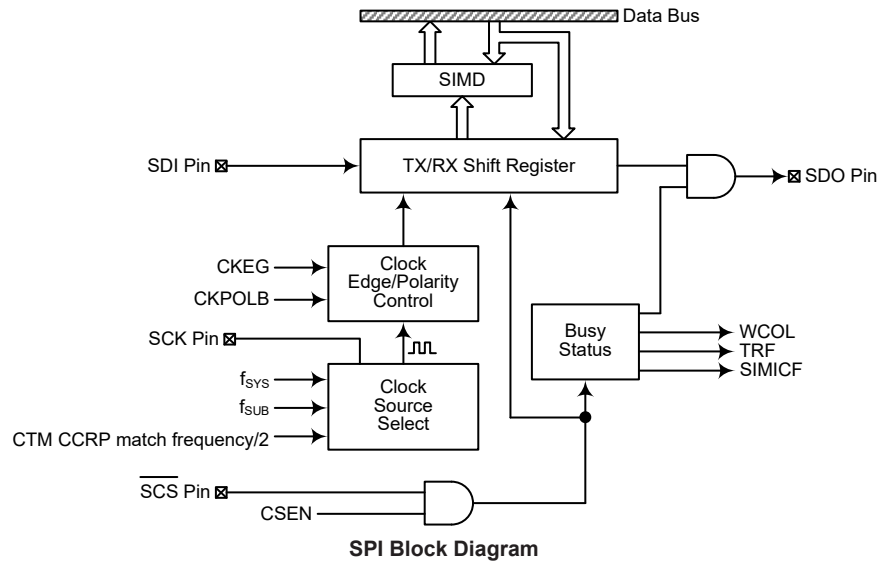 Data Bus
SIMD
SDI Pin
TX/RX Shift Register
SDO Pin
CKEG
CKPOLB
Clock
Edge/Polarity
Control
SCK Pin
Busy
Status
WCOL
TRF
SIMICF
fSYS
fSUB
CTM CCRP match frequency/2
Clock
Source
Select
SCS Pin
CSEN
SPI Block Diagram